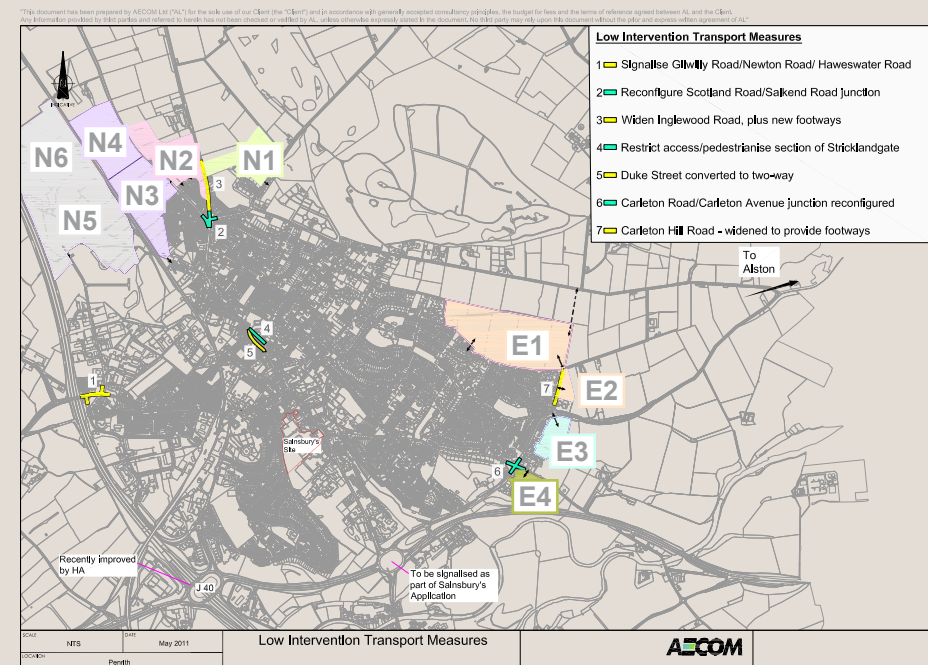 "This document has been prepared by AECOM Ltd ("AL") for the sole use of our Client (the "Client") and in accordance with generally accepted consultancy principles, the budget for fees and the terms of reference agreed between AL and the Client.
Any information provided by third parties and referred to herein has not been checked or verified by AL, unless otherwise expressly stated in the document. No third party may rely upon this document without the prior and express written agreement of AL"
Low Intervention Transport Measures
1 Signalise Gilwilly Road/Newton Road/ Haweswater Road
2 Reconfigure Scotland Road/Salkend Road junction
3 Widen Inglewood Road, plus new footways
4 Restrict access/pedestrianise section of Stricklandgate
5 Duke Street converted to two-way
6 Carleton Road/Carleton Avenue junction reconfigured
7 Carleton Hill Road - widened to provide footways
INDICATIVE
N6
N4
N2
N1
N3
N5
3
2
To
Alston
4
5
E1
1
7
E2
Sainsbury's
Site
E3
6
E4
Recently improved
by HA
J 40
To be signalised as
part of Sainsbury's
Application
SCALE
NTS
DATE
May 2011
LOCATION
Penrith
Low Intervention Transport Measures
AECOM